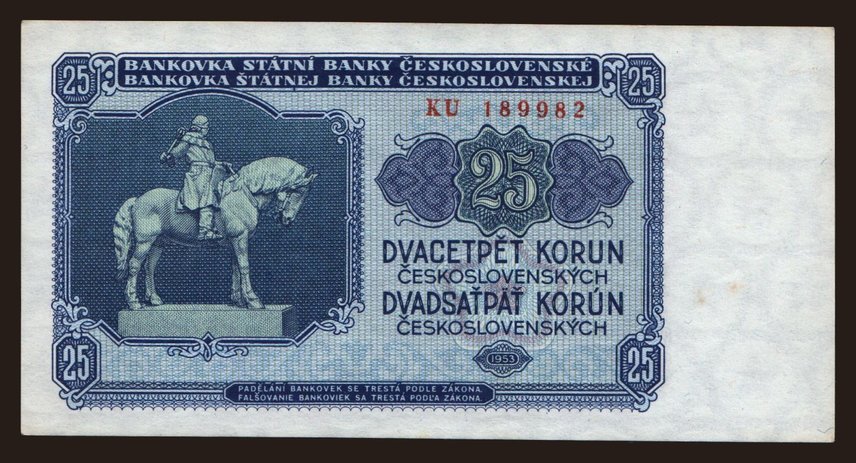 BANKOVKA STÁTNÍ BANKY ČESKOSLOVENSKÉ
BANKOVKA ŠTÁTNEJ BANKY ČESKOSLOVENSKEJ
25
25
KU 189982
25
DVACETPĚT KORUN
ČESKOSLOVENSKÝCH
DVADSAŤPÄŤ KORÚN
ČESKOSLOVENSKÝCH
1953
25
25
PADĚLÁNÍ BANKOVEK SE TRESTÁ PODLE ZÁKONA.
FALŠOVANIE BANKOVIEK SA TRESTÁ PODĽA ZÁKONA.